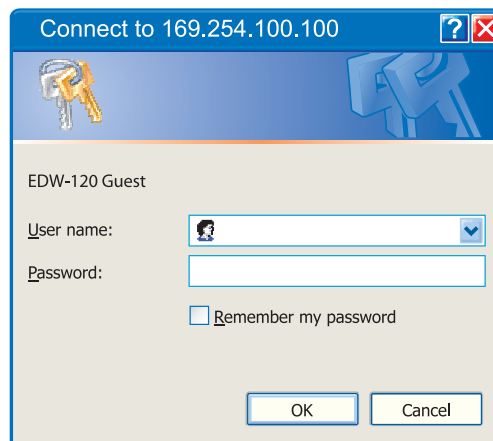 Connect to 169.254.100.100
EDW-120 Guest
User name:
Password:
Remember my password
OK Cancel